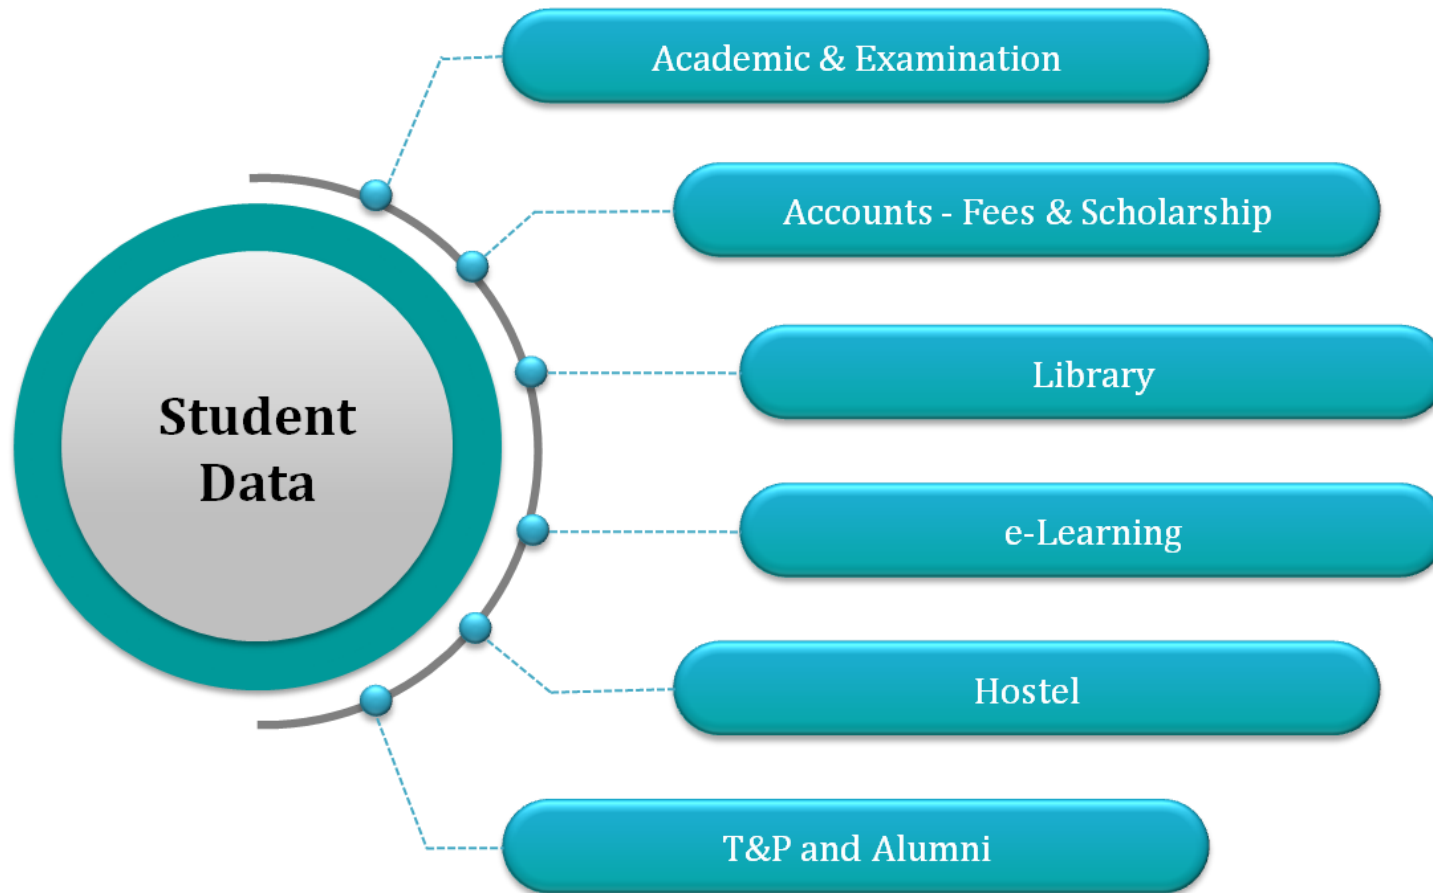 Academic & Examination
Accounts - Fees & Scholarship
Library
Student
Data
e-Learning
Hostel
T&P and Alumni